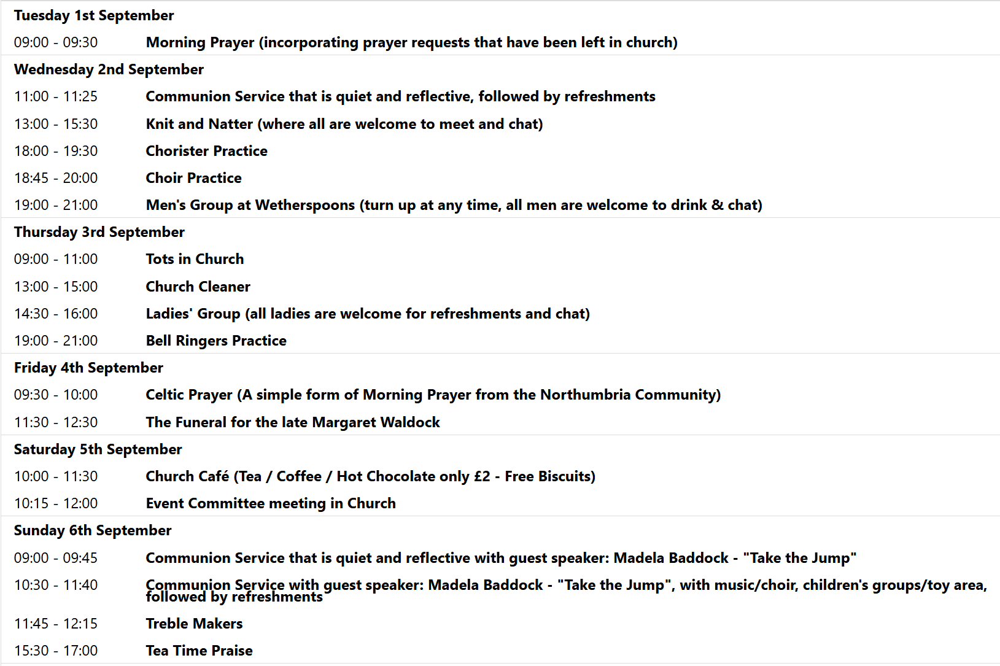 Tuesday 1st September
09:00 - 09:30 Morning Prayer (incorporating prayer requests that have been left in church)
Wednesday 2nd September
11:00 - 11:25 Communion Service that is quiet and reflective, followed by refreshments
13:00 - 15:30 Knit and Natter (where all are welcome to meet and chat)
18:00 - 19:30 Chorister Practice
18:45 - 20:00 Choir Practice
19:00 - 21:00 Men's Group at Wetherspoons (turn up at any time, all men are welcome to drink & chat)
Thursday 3rd September
09:00 - 11:00 Tots in Church
13:00 - 15:00 Church Cleaner
14:30 - 16:00 Ladies' Group (all ladies are welcome for refreshments and chat)
19:00 - 21:00 Bell Ringers Practice
Friday 4th September
09:30 - 10:00 Celtic Prayer (A simple form of Morning Prayer from the Northumbria Community)
11:30 - 12:30 The Funeral for the late Margaret Waldock
Saturday 5th September
10:00 - 11:30 Church Café (Tea / Coffee / Hot Chocolate only £2 - Free Biscuits)
10:15 - 12:00 Event Committee meeting in Church
Sunday 6th September
09:00 - 09:45 Communion Service that is quiet and reflective with guest speaker: Madela Baddock - "Take the Jump"
10:30 - 11:40 Communion Service with guest speaker: Madela Baddock - "Take the Jump", with music/choir, children's groups/toy area,
followed by refreshments
11:45 - 12:15 Treble Makers
15:30 - 17:00 Tea Time Praise